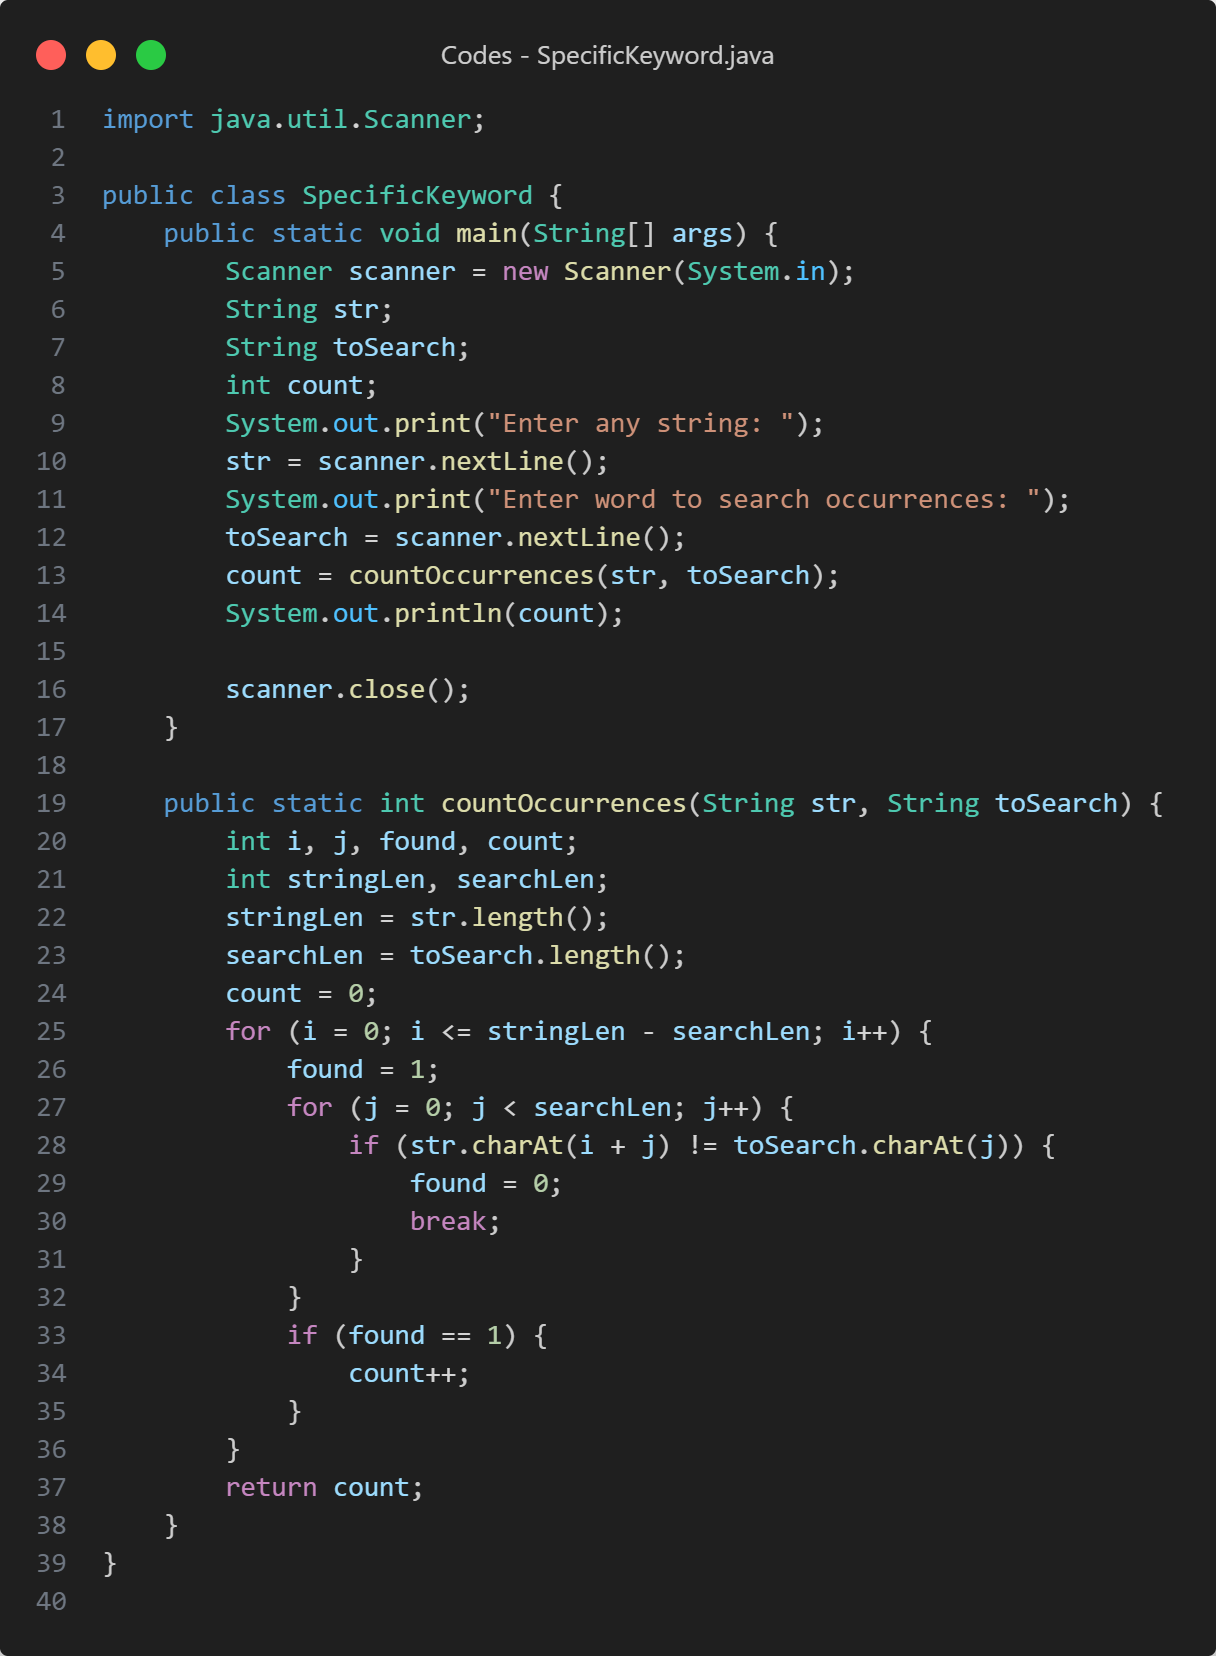 Codes - SpecificKeyword.java
1 import java.util.Scanner;
2
3 public class SpecificKeyword {
4     public static void main(String[] args) {
5         Scanner scanner = new Scanner(System.in);
6         String str;
7         String toSearch;
8         int count;
9         System.out.print("Enter any string: ");
10         str = scanner.nextLine();
11         System.out.print("Enter word to search occurrences: ");
12         toSearch = scanner.nextLine();
13         count = countOccurrences(str, toSearch);
14         System.out.println(count);
15
16         scanner.close();
17     }
18
19     public static int countOccurrences(String str, String toSearch) {
20         int i, j, found, count;
21         int stringLen, searchLen;
22         stringLen = str.length();
23         searchLen = toSearch.length();
24         count = 0;
25         for (i = 0; i <= stringLen - searchLen; i++) {
26             found = 1;
27             for (j = 0; j < searchLen; j++) {
28                 if (str.charAt(i + j) != toSearch.charAt(j)) {
29                     found = 0;
30                     break;
31                 }
32             }
33             if (found == 1) {
34                 count++;
35             }
36         }
37         return count;
38     }
39 }
40